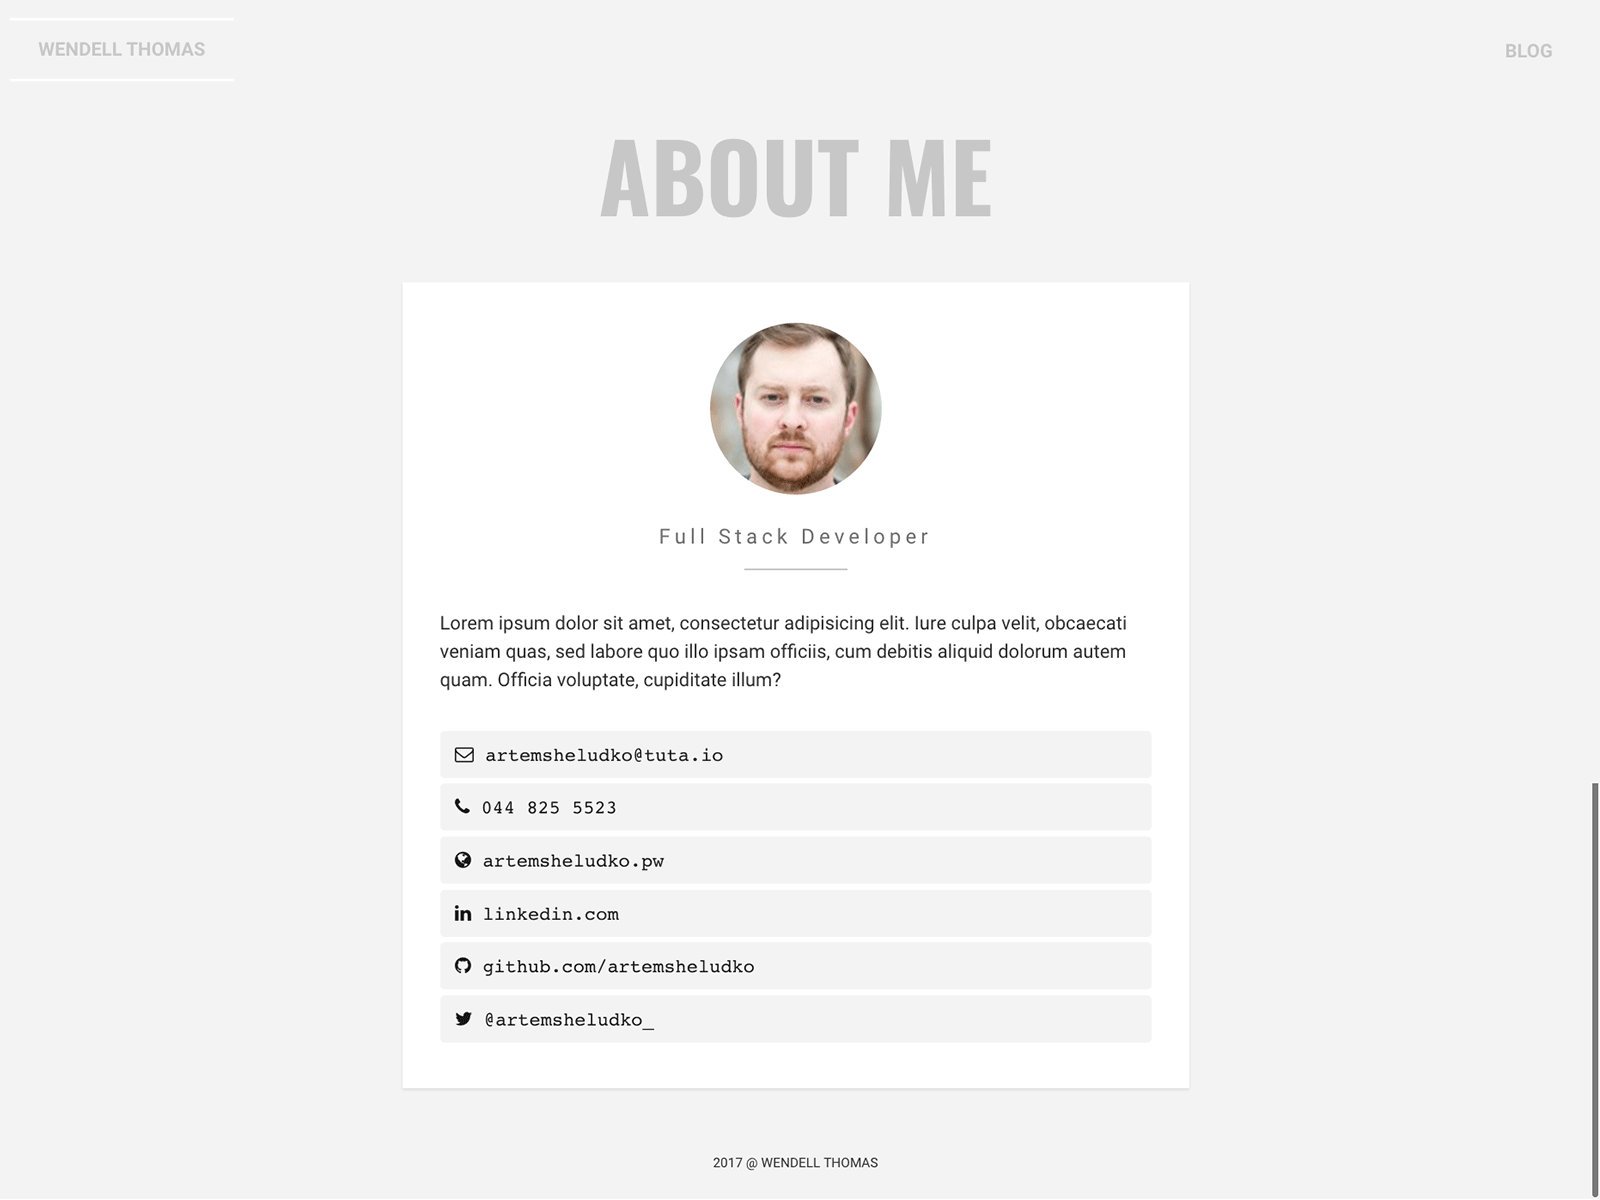 WENDELL THOMAS
BLOG
ABOUT ME
Full Stack Developer
Lorem ipsum dolor sit amet, consectetur adipisicing elit. Iure culpa velit, obcaecati
veniam quas, sed labore quo illo ipsam officiis, cum debitis aliquid dolorum autem
quam. Officia voluptate, cupiditate illum?
artemsheludko@tuta.io
044 825 5523
artemsheludko.pw
linkedin.com
github.com/artemsheludko
@artemsheludko_
2017 @ WENDELL THOMAS